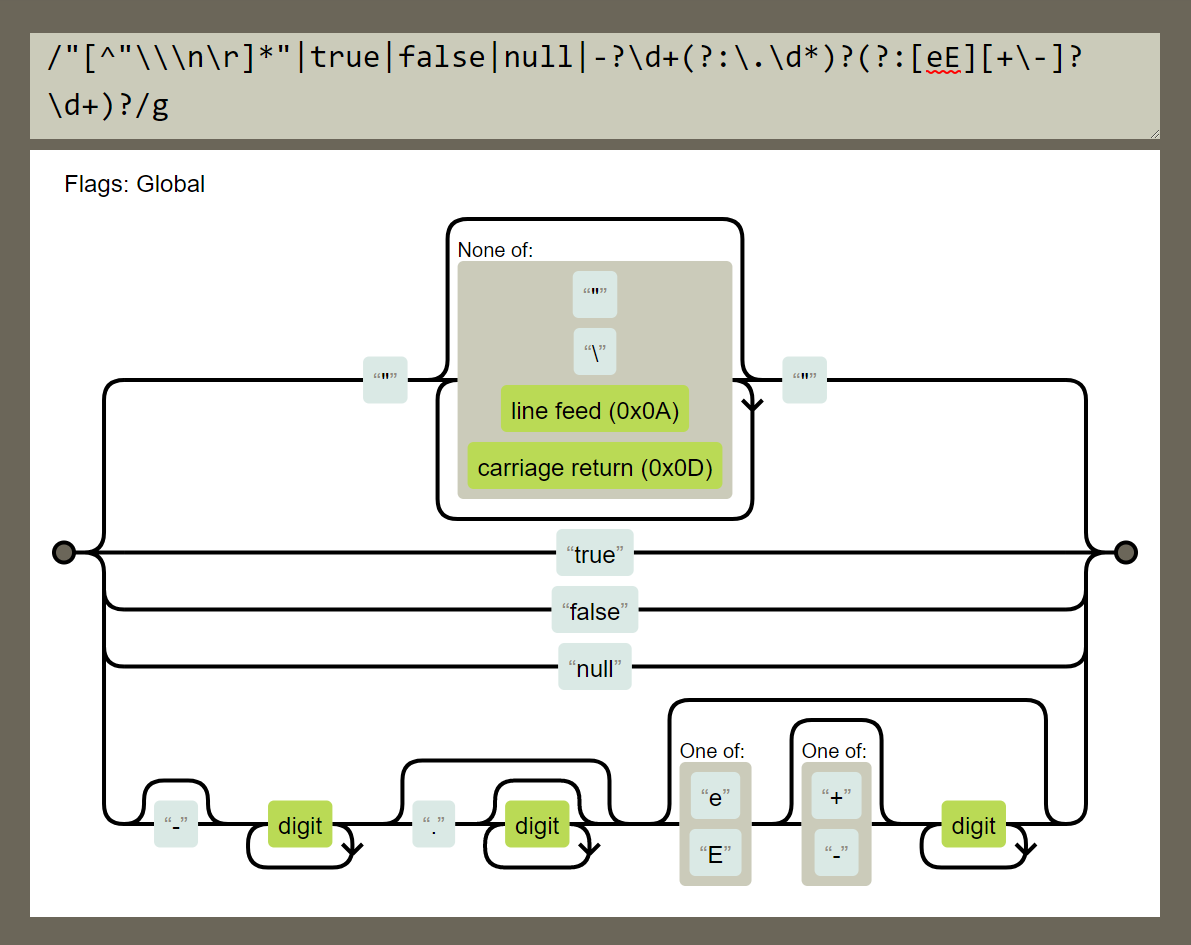 /"[^"\\\n\r]*"|true|false|null|-?\d+(?:\.\d*)?(?:[eE][+\-]?
\d+)?/g
Flags: Global
None of:
“"”
“\”
“"” “"”
line feed (0x0A)
carriage return (0x0D)
“true”
“false”
“null”
One of: One of:
“e” “+”
“-” digit “.” digit digit
“E” “-”